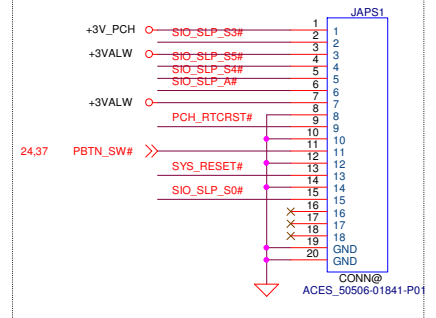 JAPS1
+3V_PCH 1 1
SIO_SLP_S3# 2 2
+3VALW 3 3
SIO_SLP_S5# 4 4
SIO_SLP_S4# 5 5
SIO_SLP_A# 6 6
+3VALW 7 7
8 8
PCH_RTCRST# 9 9
10 10
24,37 PBTN_SW# 11 11
12 12
SYS_RESET# 13 13
14 14
SIO_SLP_S0# 15 15
16 16
17 17
18 18
19 GND
20 GND
CONN@
ACES_50506-01841-P01